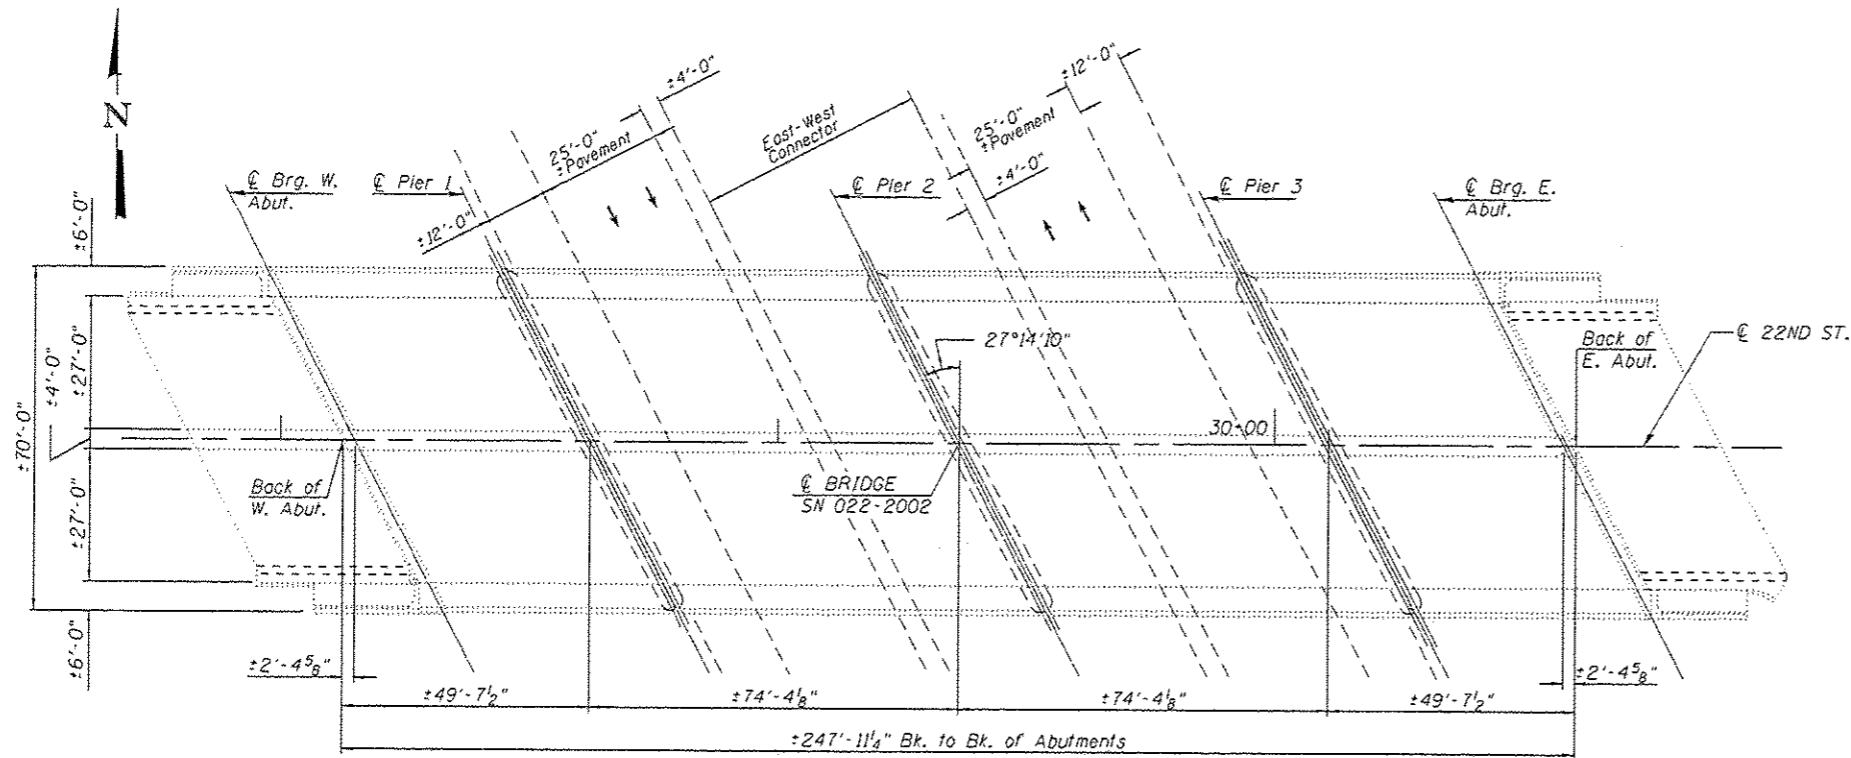 N
±4'-0"
±12'-0"
25'-0"
±Pavement
East-West
Connector
25'-0"
±Pavement
±4'-0"
℄ Brg. W.
Abut.
℄ Pier 1
℄ Pier 2
℄ Pier 3
℄ Brg. E.
Abut.
±12'-0"
±6'-0"
27°14'10"
℄ 22ND ST.
Back of
E. Abut.
±27'-0"
±4'-0"
±70'-0"
30+00
Back of
W. Abut.
℄ BRIDGE
SN 022-2002
±27'-0"
±6'-0"
±2'-4⅝"
±2'-4⅝"
±49'-7½"
±74'-4⅛"
±74'-4⅛"
±49'-7½"
±247'-11¼" Bk. to Bk. of Abutments